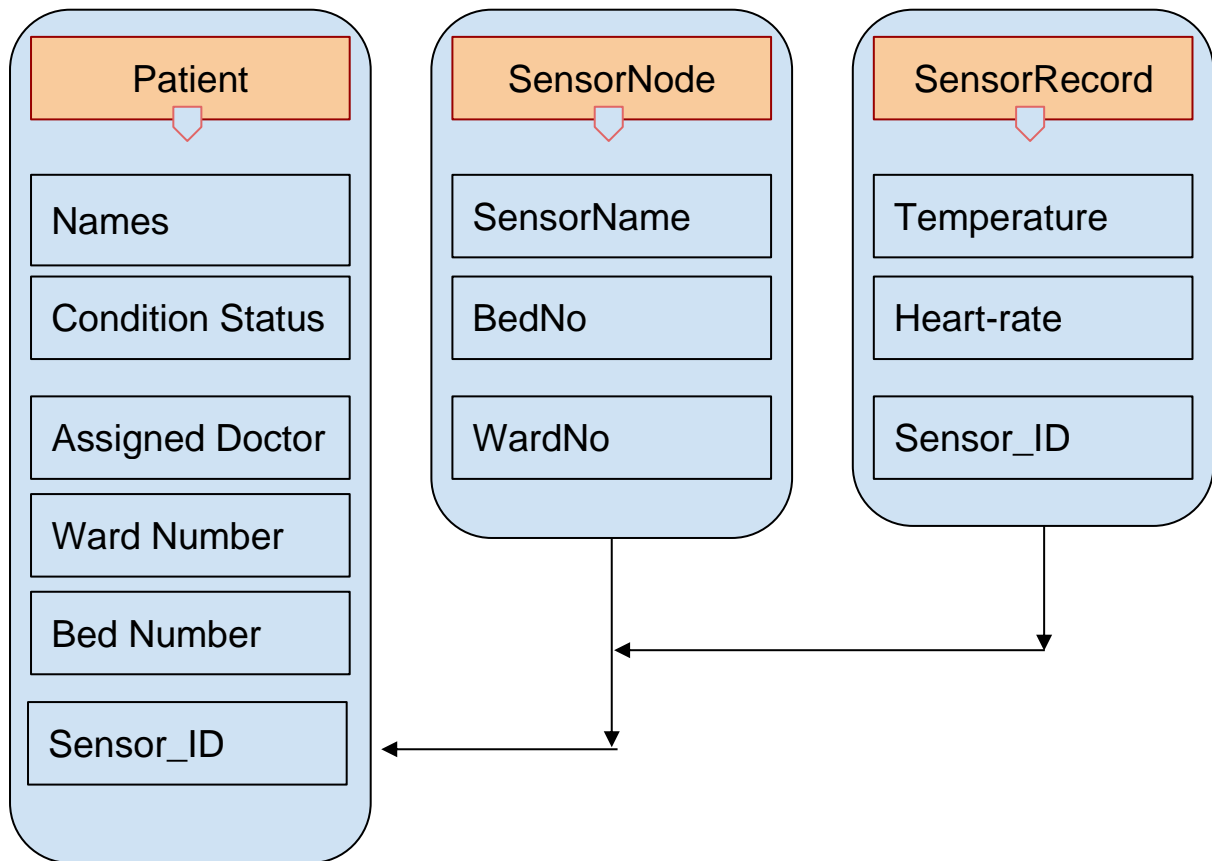 Patient
Names
Condition Status
Assigned Doctor
Ward Number
Bed Number
Sensor_ID
SensorNode
SensorName
BedNo
WardNo
SensorRecord
Temperature
Heart-rate
Sensor_ID